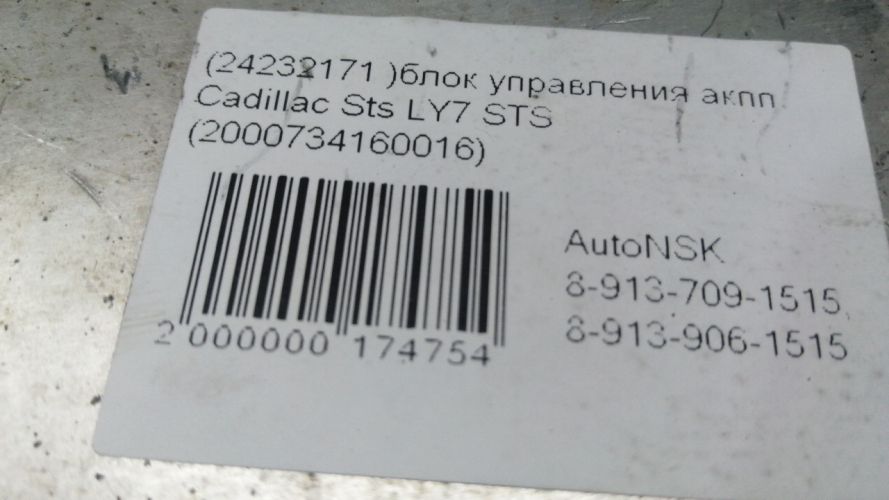 (24232171 )блок управления акпп
Cadillac Sts LY7 STS
(2000734160016)
AutoNSK
8-913-709-1515,
8-913-906-1515
2 000000 174754